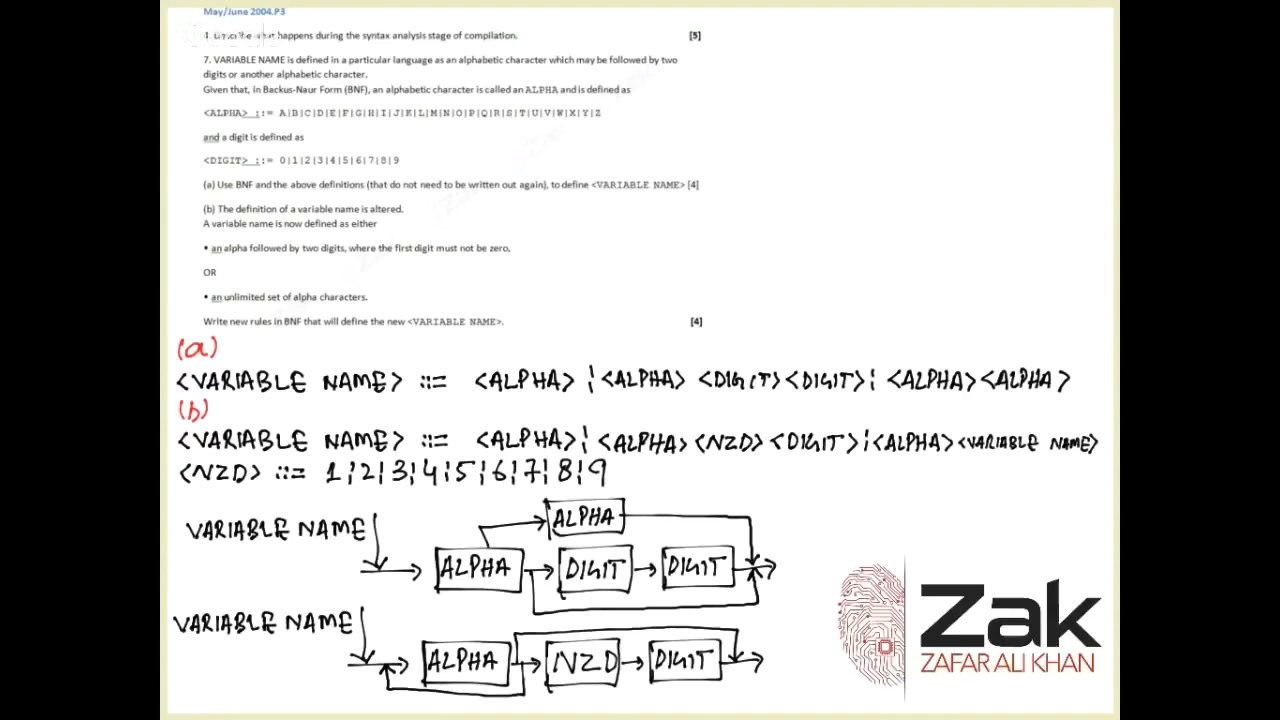 May/June 2004.P3
4. Describe what happens during the syntax analysis stage of compilation. [5]
7. VARIABLE NAME is defined in a particular language as an alphabetic character which may be followed by two
digits or another alphabetic character.
Given that, in Backus-Naur Form (BNF), an alphabetic character is called an ALPHA and is defined as
<ALPHA> ::= A|B|C|D|E|F|G|H|I|J|K|L|M|N|O|P|Q|R|S|T|U|V|W|X|Y|Z
and a digit is defined as
<DIGIT> ::= 0|1|2|3|4|5|6|7|8|9
(a) Use BNF and the above definitions (that do not need to be written out again), to define <VARIABLE NAME> [4]
(b) The definition of a variable name is altered.
A variable name is now defined as either
• an alpha followed by two digits, where the first digit must not be zero,
OR
• an unlimited set of alpha characters.
Write new rules in BNF that will define the new <VARIABLE NAME>. [4]
(a)
<VARIABLE NAME> ::= <ALPHA> | <ALPHA> <DIGIT><DIGIT> | <ALPHA><ALPHA>
(b)
<VARIABLE NAME> ::= <ALPHA> | <ALPHA><NZD><DIGIT> | <ALPHA><VARIABLE NAME>
<NZD> ::= 1|2|3|4|5|6|7|8|9
VARIABLE NAME
ALPHA
ALPHA DIGIT DIGIT
VARIABLE NAME
ALPHA NZD DIGIT
Zak
ZAFAR ALI KHAN